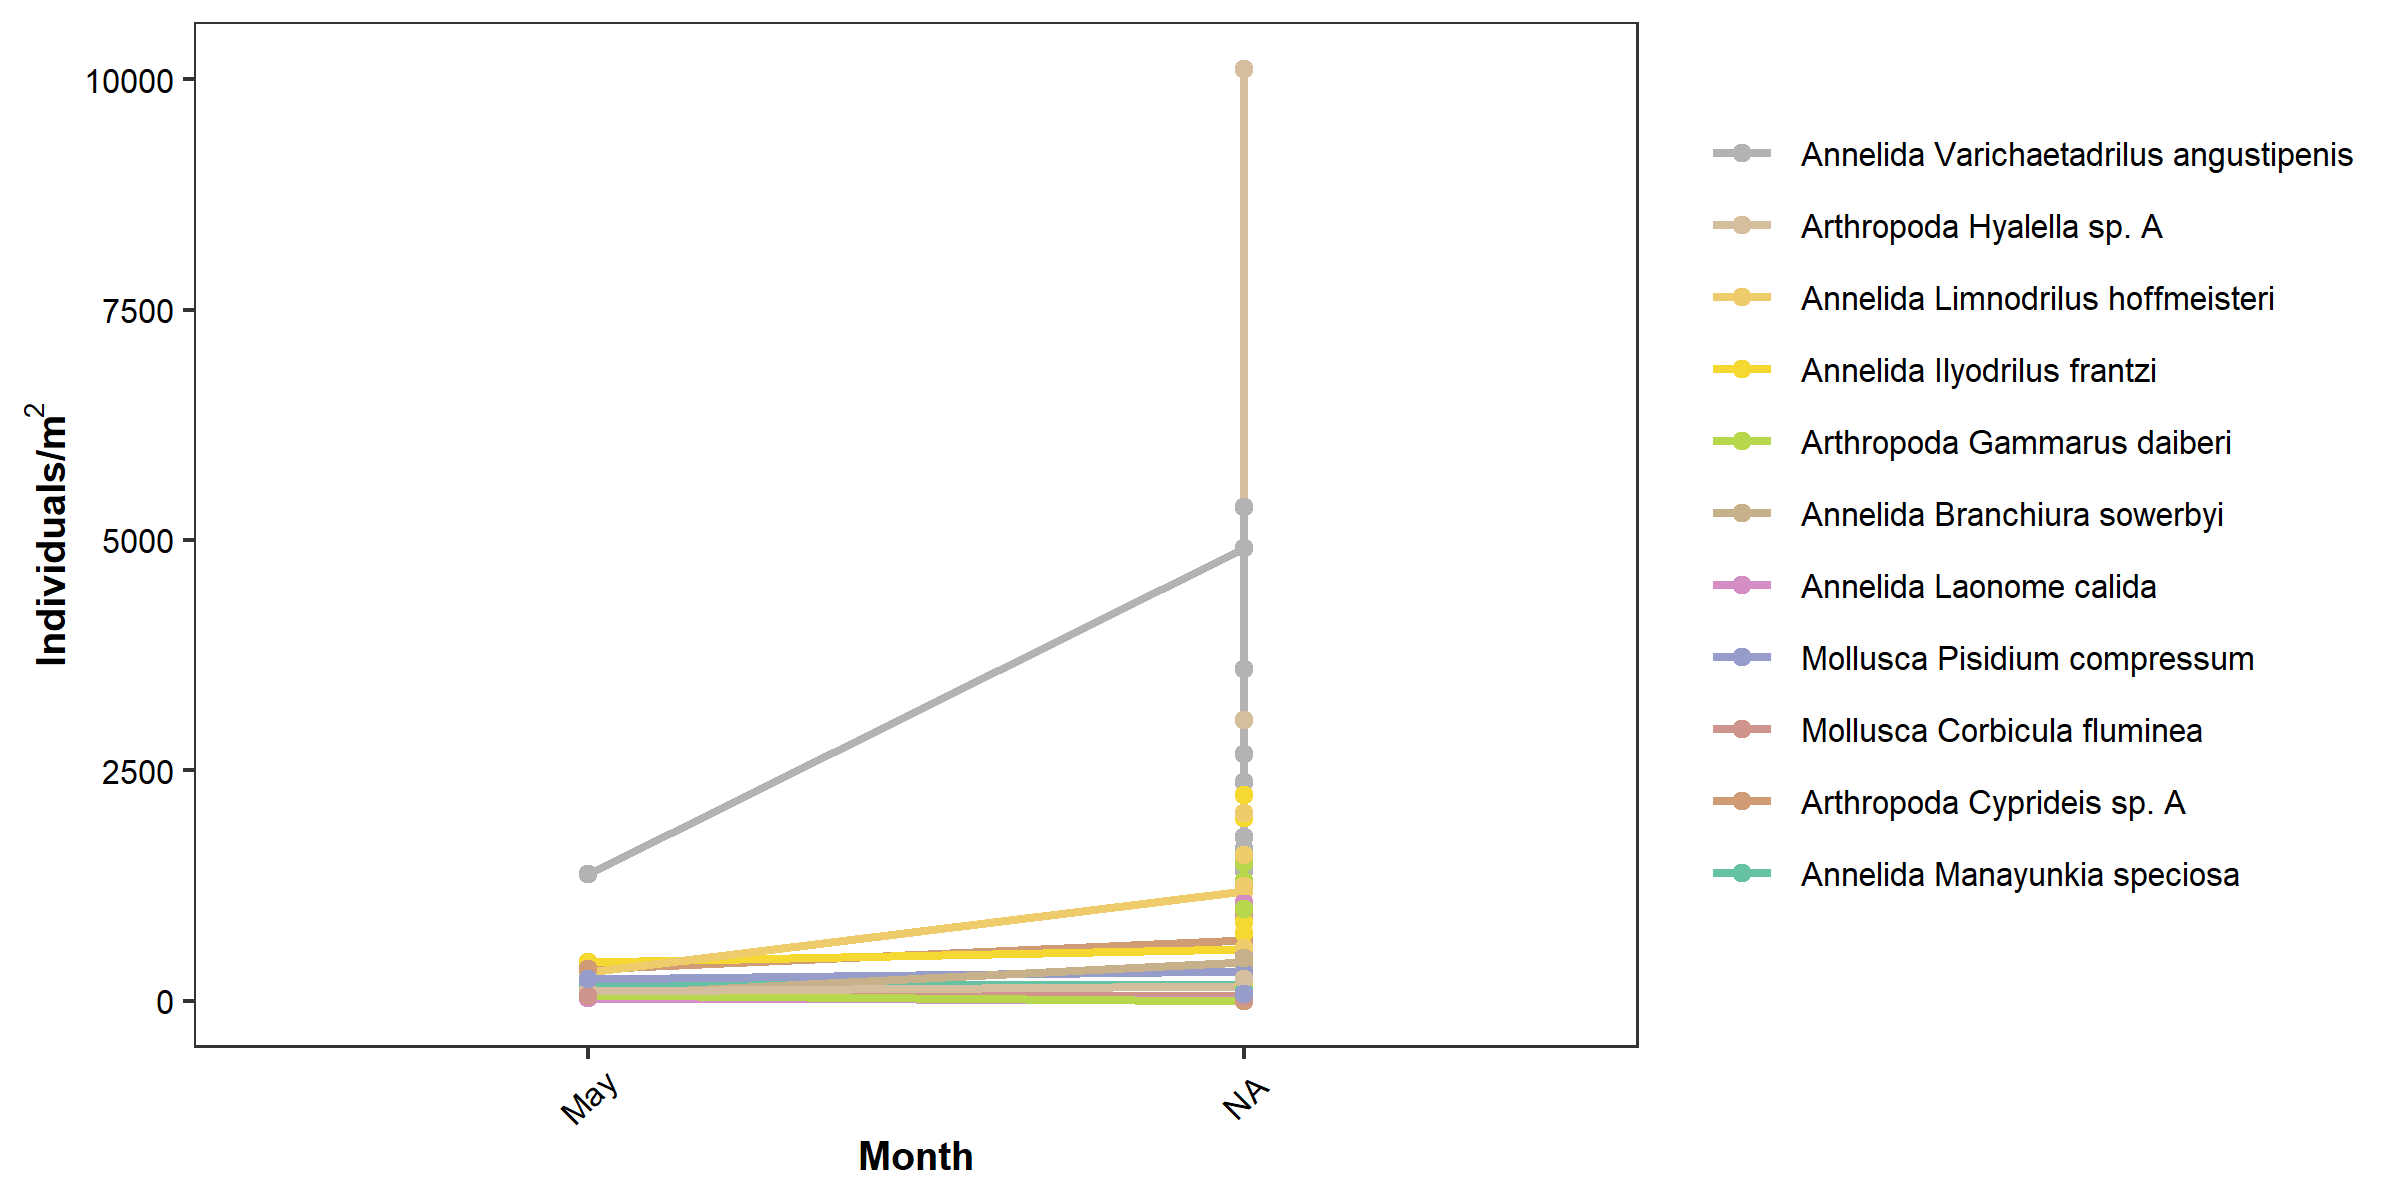 10000
7500
5000
2500
0
Individuals/m²
May
NA
Month
Annelida Varichaetadrilus angustipenis
Arthropoda Hyalella sp. A
Annelida Limnodrilus hoffmeisteri
Annelida Ilyodrilus frantzi
Arthropoda Gammarus daiberi
Annelida Branchiura sowerbyi
Annelida Laonome calida
Mollusca Pisidium compressum
Mollusca Corbicula fluminea
Arthropoda Cyprideis sp. A
Annelida Manayunkia speciosa